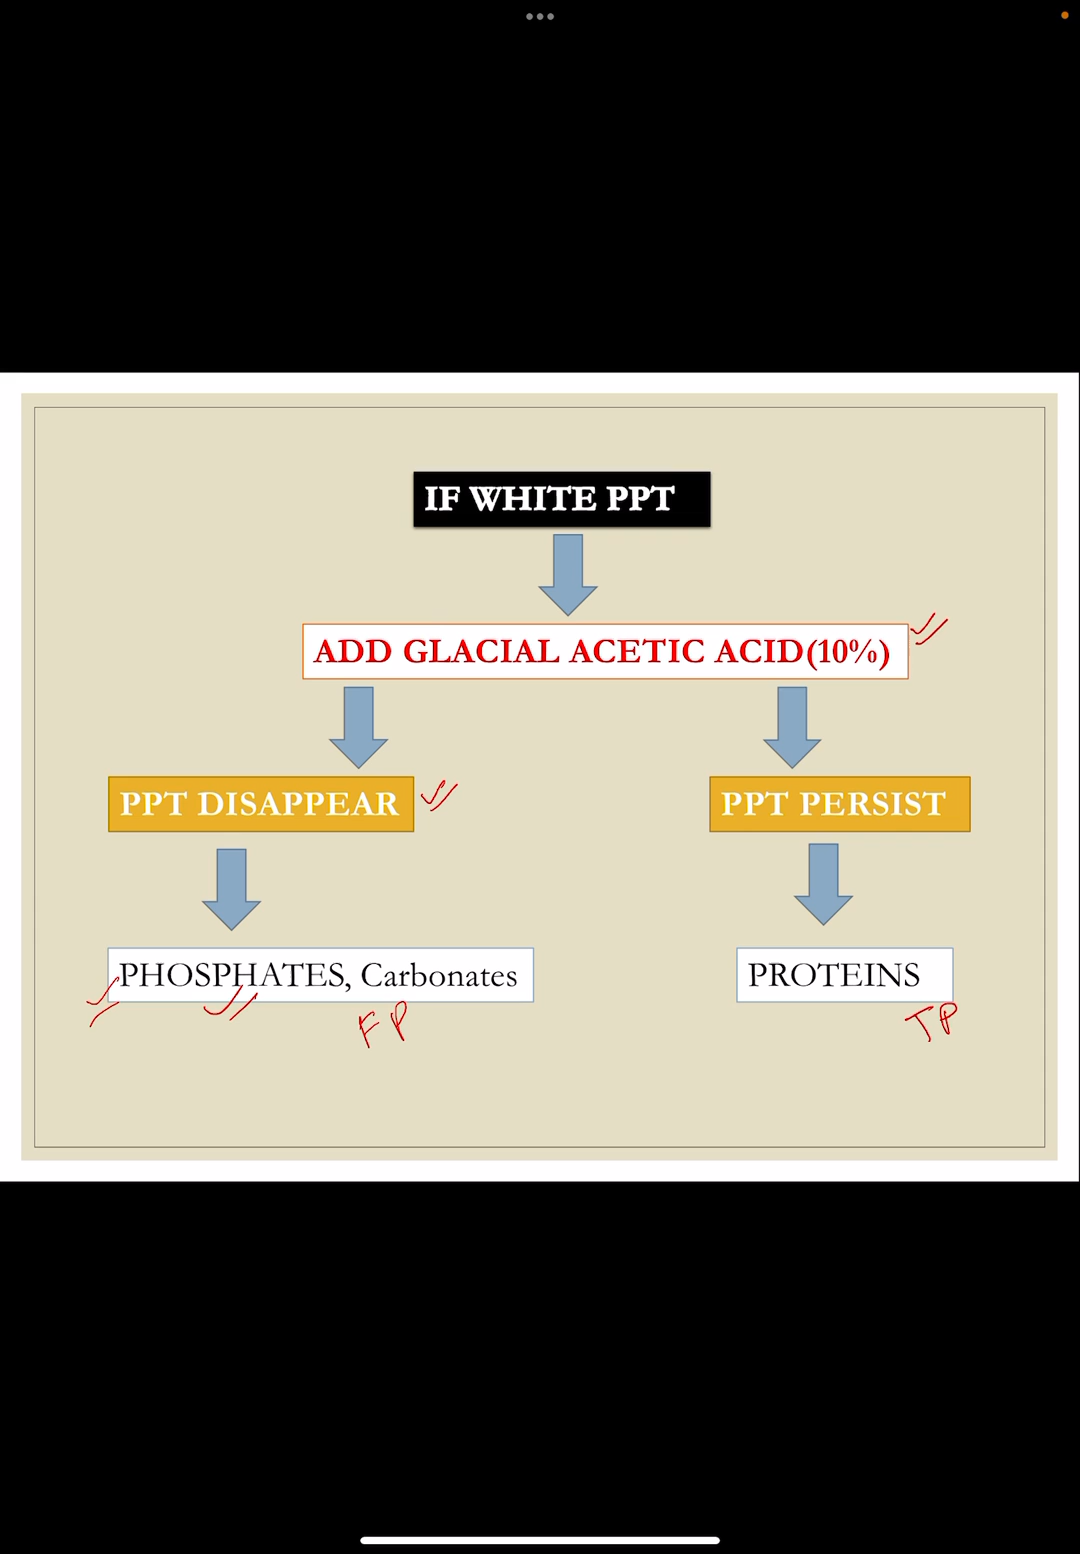 IF WHITE PPT
ADD GLACIAL ACETIC ACID(10%)
PPT DISAPPEAR
PPT PERSIST
PHOSPHATES, Carbonates
PROTEINS
FP
TP